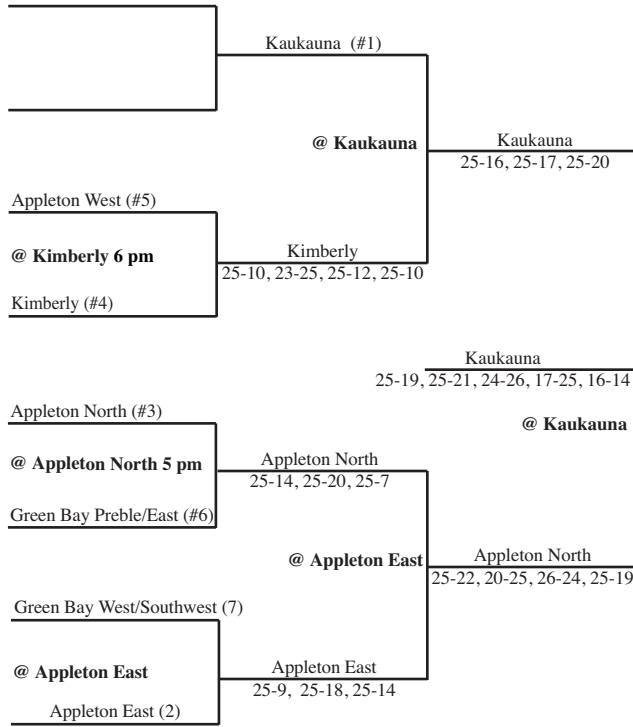 Kaukauna (#1)
@ Kaukauna
Kaukauna
25-16, 25-17, 25-20
Appleton West (#5)
@ Kimberly 6 pm
Kimberly
25-10, 23-25, 25-12, 25-10
Kimberly (#4)
Kaukauna
25-19, 25-21, 24-26, 17-25, 16-14
@ Kaukauna
Appleton North (#3)
@ Appleton North 5 pm
Appleton North
25-14, 25-20, 25-7
Green Bay Preble/East (#6)
@ Appleton East
Appleton North
25-22, 20-25, 26-24, 25-19
Green Bay West/Southwest (7)
@ Appleton East
Appleton East
25-9, 25-18, 25-14
Appleton East (2)